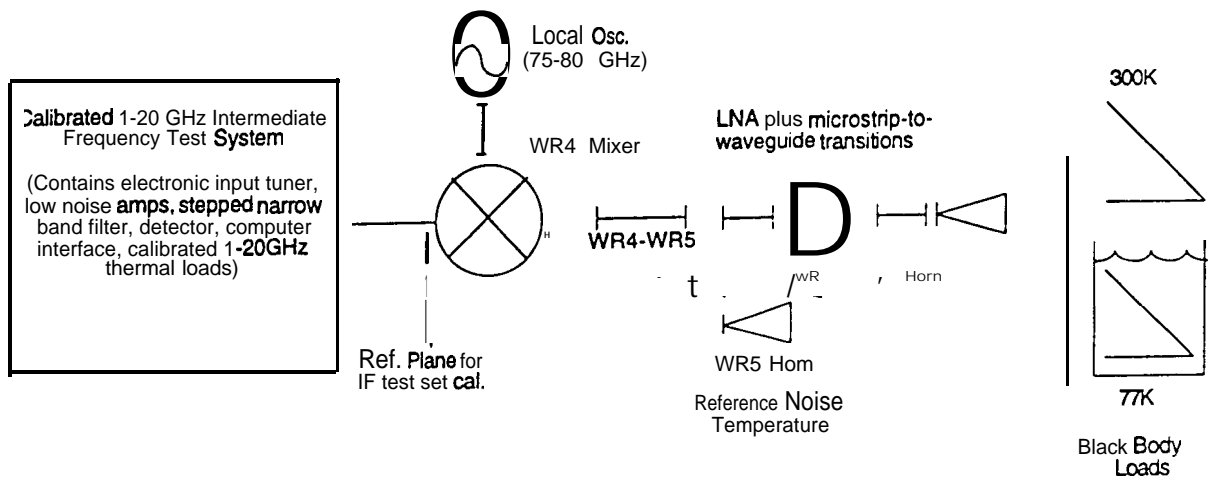 Local Osc.
(75-80 GHz)
Calibrated 1-20 GHz Intermediate
Frequency Test System
(Contains electronic input tuner,
low noise amps, stepped narrow
band filter, detector, computer
interface, calibrated 1-20GHz
thermal loads)
WR4 Mixer
LNA plus microstrip-to-
waveguide transitions
300K
H
WR4-WR5
D
t
wR
Horn
Ref. Plane for
IF test set cal.
WR5 Hom
Reference Noise
Temperature
77K
Black Body
Loads